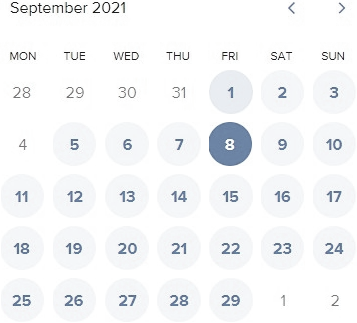 September 2021
MON TUE WED THU FRI SAT SUN
28 29 30 31 1 2 3
4 5 6 7 8 9 10
11 12 13 14 15 16 17
18 19 20 21 22 23 24
25 26 27 28 29 1 2